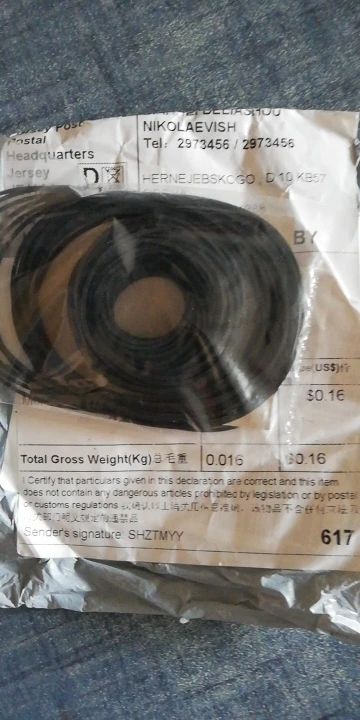 Post
Postal
Headquarters
Jersey
NIKOLAEVISH
Tel: 2973456 / 2973456
D
HERNEJEBSKOGO, D 10 KB57
BY
(US$)
$0.16
Total Gross Weight(Kg) 总毛重 0.016 $0.16
I Certify that particulars given in this declaration are correct and this item
does not contain any dangerous articles prohibited by legislation or by postal
or customs regulations
Sender's signature: SHZTMYY
617